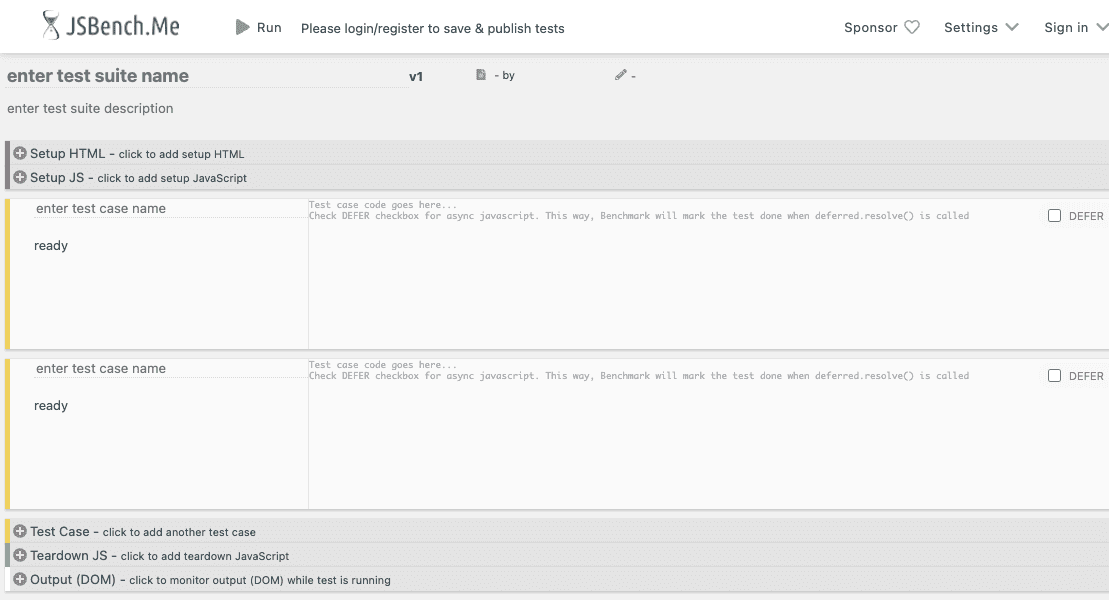 JSBench.Me Run Please login/register to save & publish tests Sponsor Settings Sign in
enter test suite name v1 - by -
enter test suite description
Setup HTML - click to add setup HTML
Setup JS - click to add setup JavaScript
enter test case name
ready
Test case code goes here...
Check DEFER checkbox for async javascript. This way, Benchmark will mark the test done when deferred.resolve() is called
DEFER
enter test case name
ready
Test case code goes here...
Check DEFER checkbox for async javascript. This way, Benchmark will mark the test done when deferred.resolve() is called
DEFER
Test Case - click to add another test case
Teardown JS - click to add teardown JavaScript
Output (DOM) - click to monitor output (DOM) while test is running